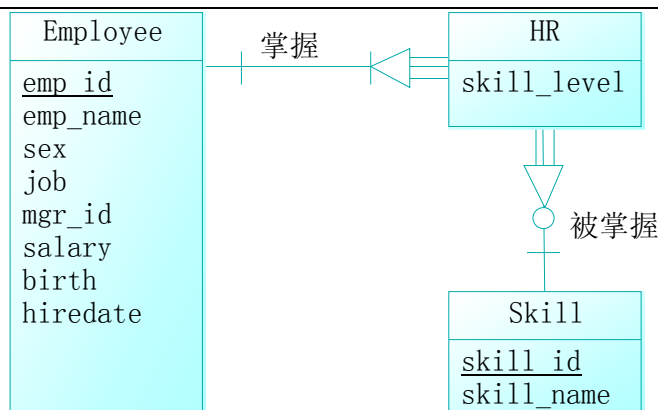 Employee
emp_id
emp_name
sex
job
mgr_id
salary
birth
hiredate
掌握
HR
skill_level
被掌握
Skill
skill_id
skill_name